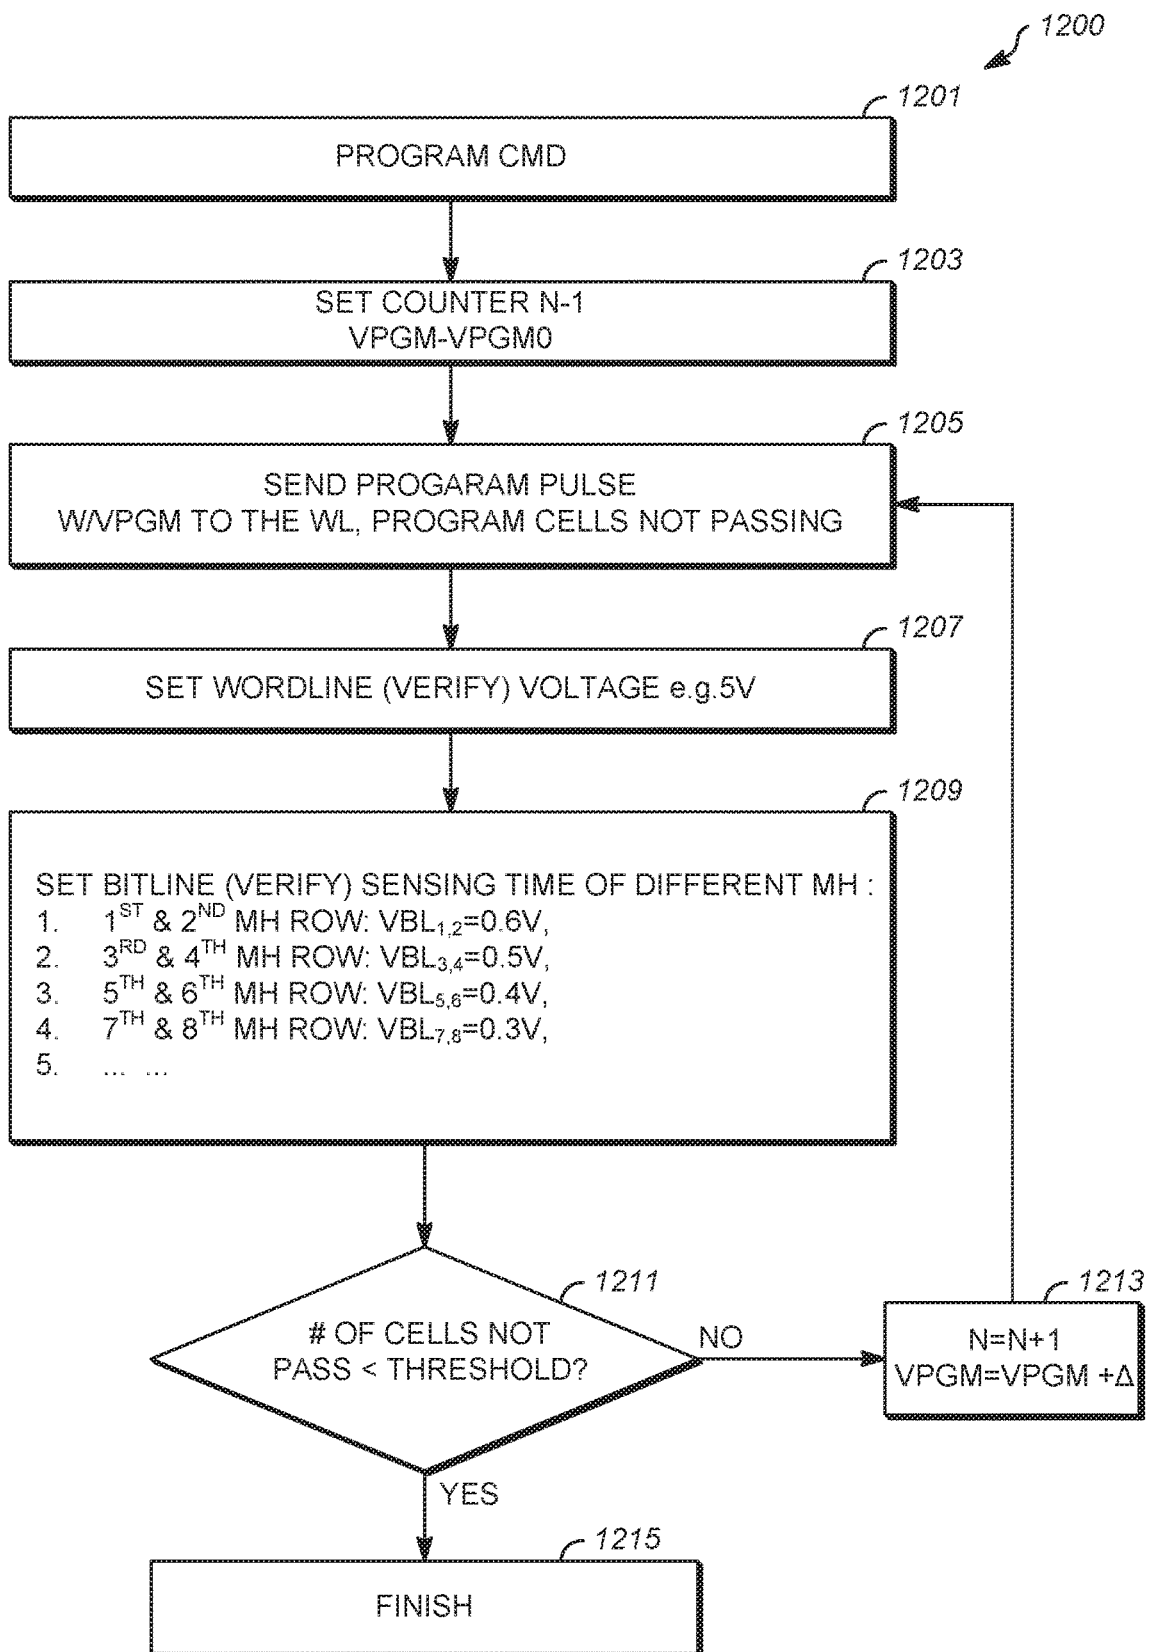 1200
1201
PROGRAM CMD
1203
SET COUNTER N-1
VPGM-VPGM0
1205
SEND PROGARAM PULSE
W/VPGM TO THE WL, PROGRAM CELLS NOT PASSING
1207
SET WORDLINE (VERIFY) VOLTAGE e.g.5V
1209
SET BITLINE (VERIFY) SENSING TIME OF DIFFERENT MH :
1. 1ST & 2ND MH ROW: VBL1,2=0.6V,
2. 3RD & 4TH MH ROW: VBL3,4=0.5V,
3. 5TH & 6TH MH ROW: VBL5,6=0.4V,
4. 7TH & 8TH MH ROW: VBL7,8=0.3V,
5. ... ...
1211
# OF CELLS NOT
PASS < THRESHOLD?
NO
1213
N=N+1
VPGM=VPGM +Δ
YES
1215
FINISH